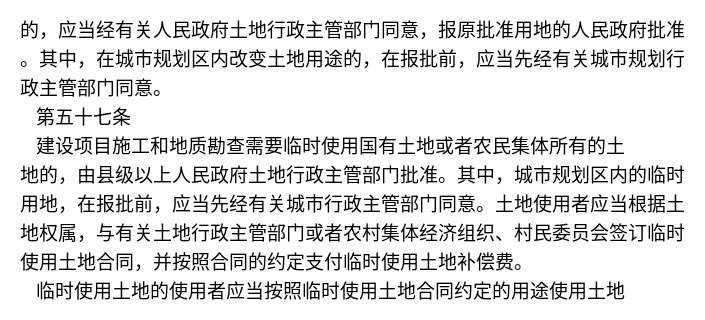 的，应当经有关人民政府土地行政主管部门同意，报原批准用地的人民政府批准
。其中，在城市规划区内改变土地用途的，在报批前，应当先经有关城市规划行
政主管部门同意。
第五十七条
建设项目施工和地质勘查需要临时使用国有土地或者农民集体所有的土
地的，由县级以上人民政府土地行政主管部门批准。其中，城市规划区内的临时
用地，在报批前，应当先经有关城市行政主管部门同意。土地使用者应当根据土
地权属，与有关土地行政主管部门或者农村集体经济组织、村民委员会签订临时
使用土地合同，并按照合同的约定支付临时使用土地补偿费。
临时使用土地的使用者应当按照临时使用土地合同约定的用途使用土地